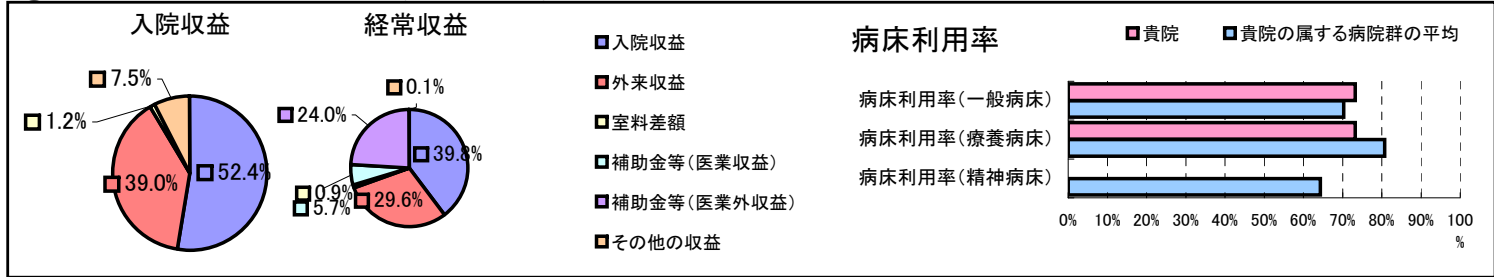 入院収益
7.5%
1.2%
39.0%
52.4%
経常収益
0.1%
24.0%
39.8%
0.9%
5.7%
29.6%
入院収益
外来収益
室料差額
補助金等(医業収益)
補助金等(医業外収益)
その他の収益
病床利用率
貴院
貴院の属する病院群の平均
病床利用率(一般病床)
病床利用率(療養病床)
病床利用率(精神病床)
0% 10% 20% 30% 40% 50% 60% 70% 80% 90% 100
%